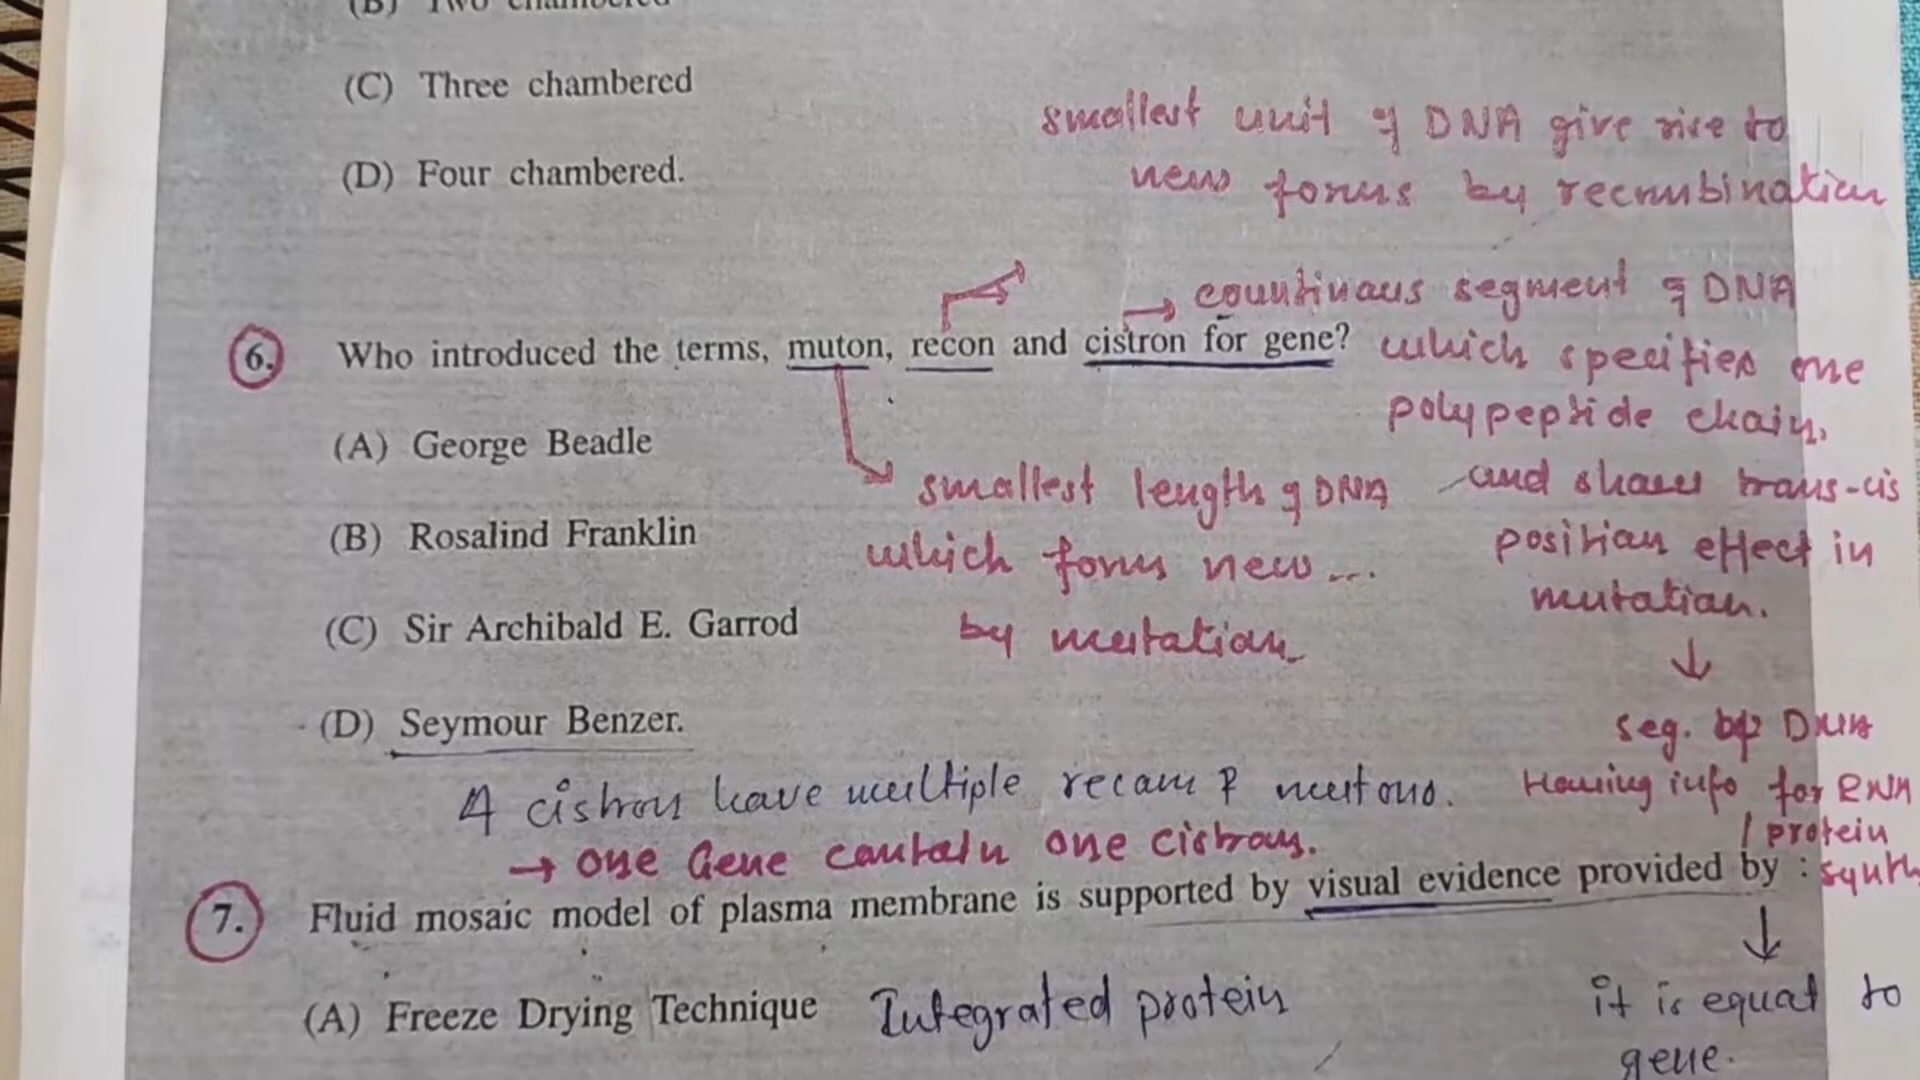 (B) Two chambered
(C) Three chambered
(D) Four chambered.
smallest unit of DNA give rise to
new forms by recombination
6. Who introduced the terms, muton, recon and cistron for gene?
→ countinous segment of DNA
which specifies one
polypeptide chain,
and shows trans-cis
position effect in
mutation.
↓
seg. of DNA
Having info for RNA
/ protein
synth
↓
it is equal to
gene.
(A) George Beadle
smallest length of DNA
which forms new ...
by mutation
(B) Rosalind Franklin
(C) Sir Archibald E. Garrod
(D) Seymour Benzer.
A cistron have multiple recon & mutons.
→ one Gene contain one cistrons.
7. Fluid mosaic model of plasma membrane is supported by visual evidence provided by :
(A) Freeze Drying Technique
Integrated protein